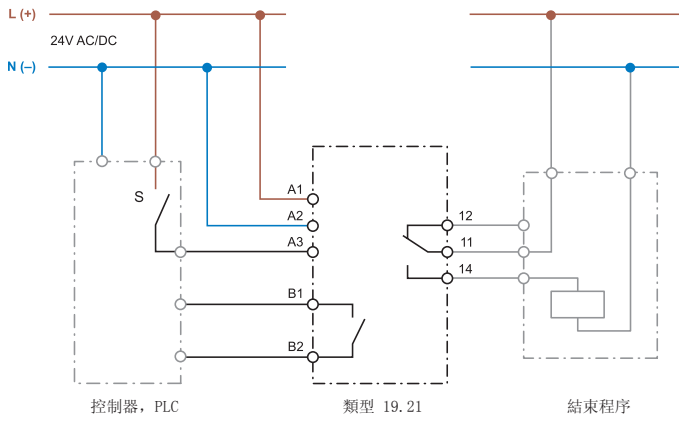 L (+)
24V AC/DC
N (–)
S
A1
A2
A3
B1
B2
12
11
14
控制器，PLC
類型 19.21
結束程序